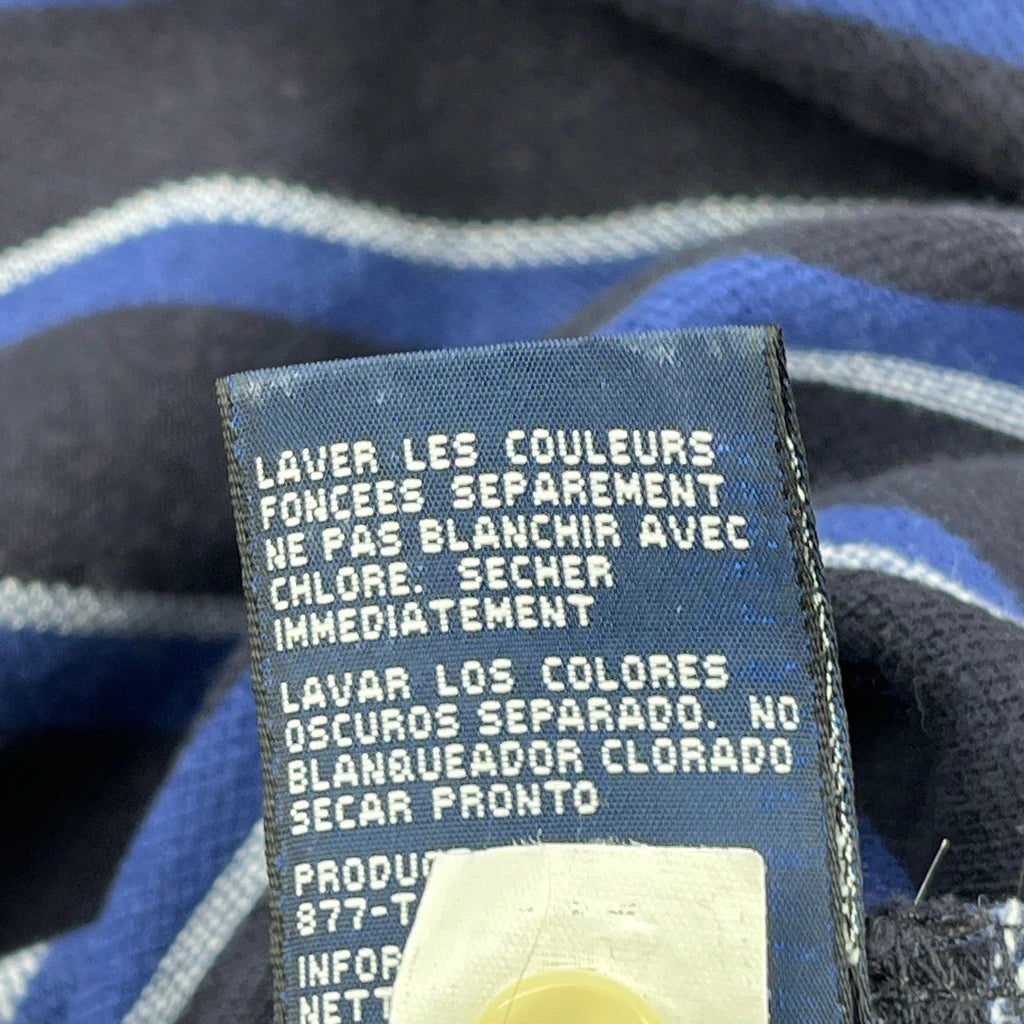 LAVER LES COULEURS
FONCEES SEPAREMENT
NE PAS BLANCHIR AVEC
CHLORE. SECHER
IMMEDIATEMENT
LAVAR LOS COLORES
OSCUROS SEPARADO. NO
BLANQUEADOR CLORADO
SECAR PRONTO
877-T